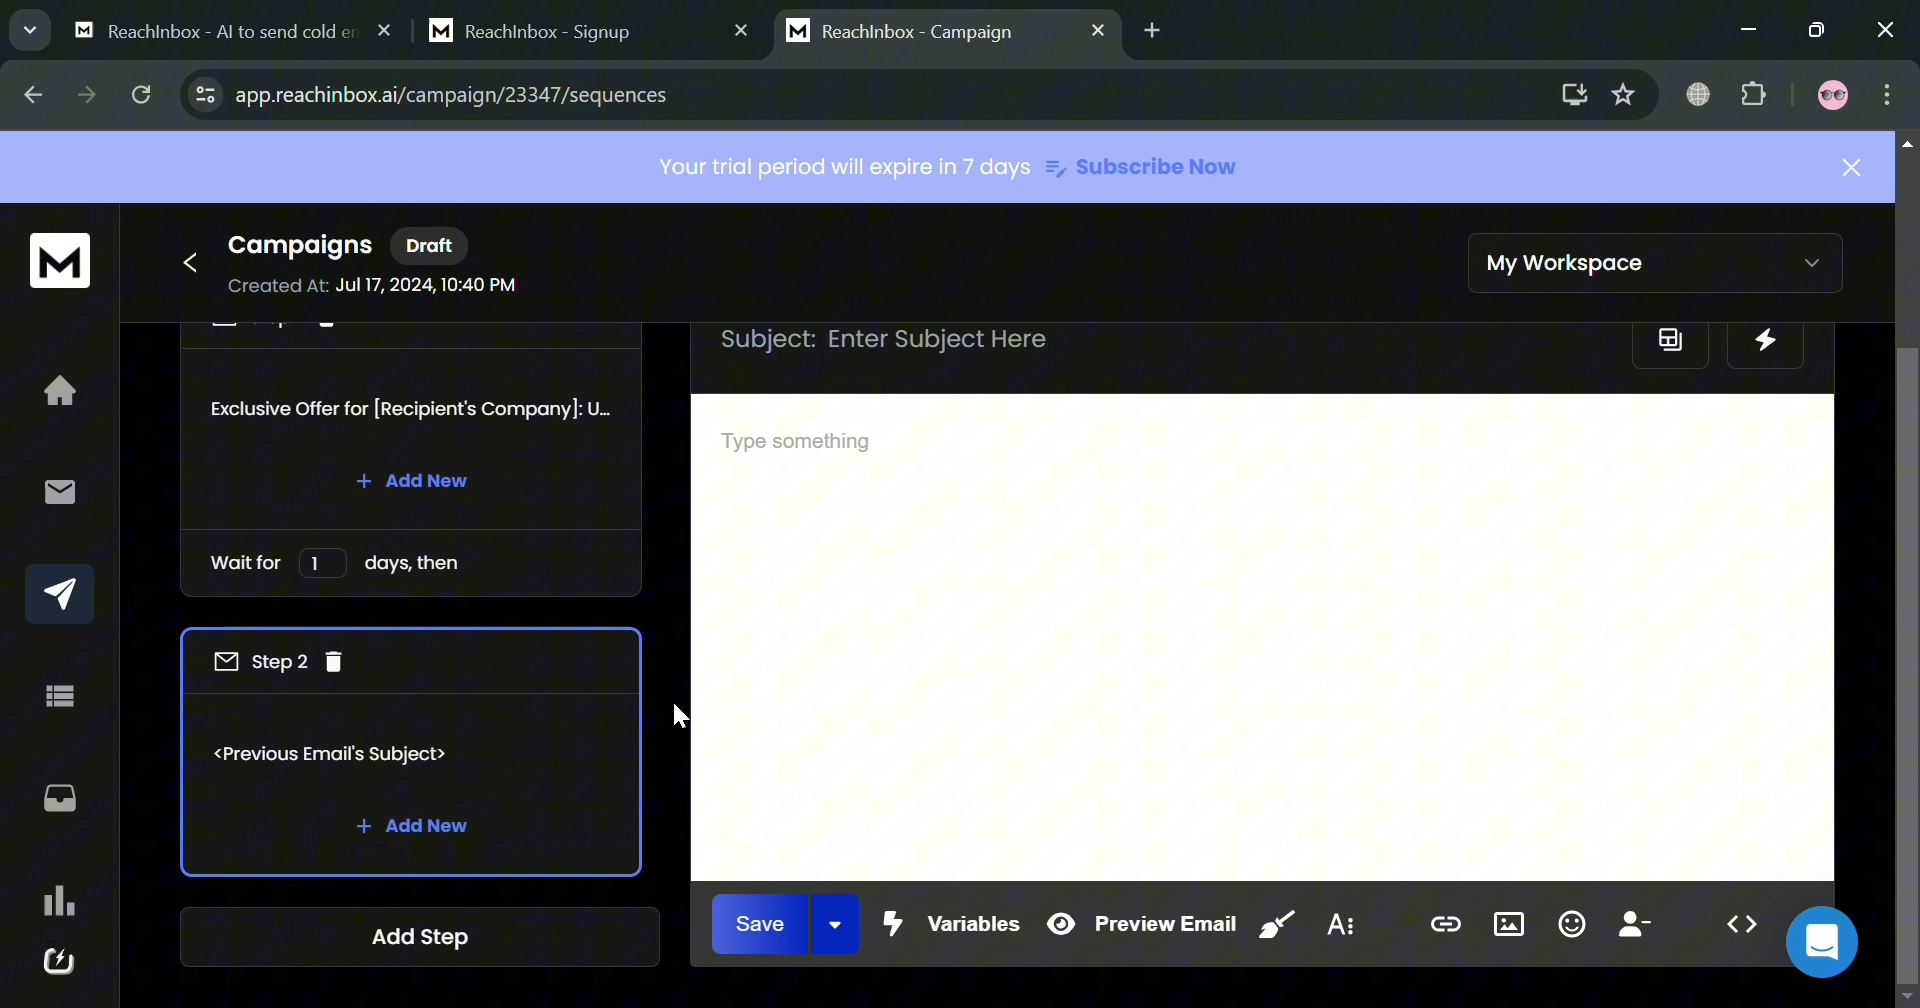 ReachInbox - AI to send cold en
ReachInbox - Signup
ReachInbox - Campaign
app.reachinbox.ai/campaign/23347/sequences
Your trial period will expire in 7 days Subscribe Now
M
Campaigns Draft
Created At: Jul 17, 2024, 10:40 PM
My Workspace
Exclusive Offer for [Recipient's Company]: U...
+ Add New
Wait for 1 days, then
Step 2
<Previous Email's Subject>
+ Add New
Add Step
Subject: Enter Subject Here
Type something
Save Variables Preview Email